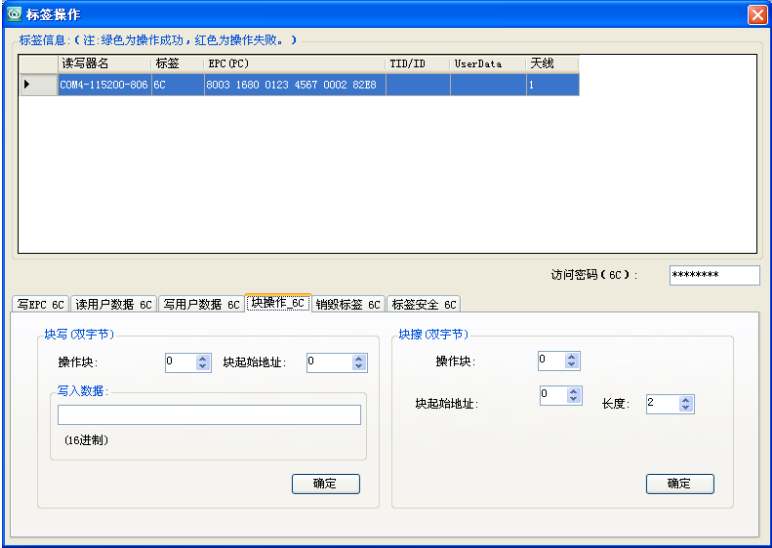 标签操作
标签信息:(注:绿色为操作成功，红色为操作失败。)
读写器名 标签 EPC(PC) TID/ID UserData 天线
COM4-115200-806 6C 8003 1680 0123 4567 0002 82E8 1
访问密码(6C): ********
写EPC 6C 读用户数据 6C 写用户数据 6C 块操作_6C 销毁标签 6C 标签安全 6C
块写(双字节) 块擦(双字节)
操作块: 0 块起始地址: 0 操作块: 0
写入数据:
块起始地址: 0 长度: 2
(16进制)
确定 确定